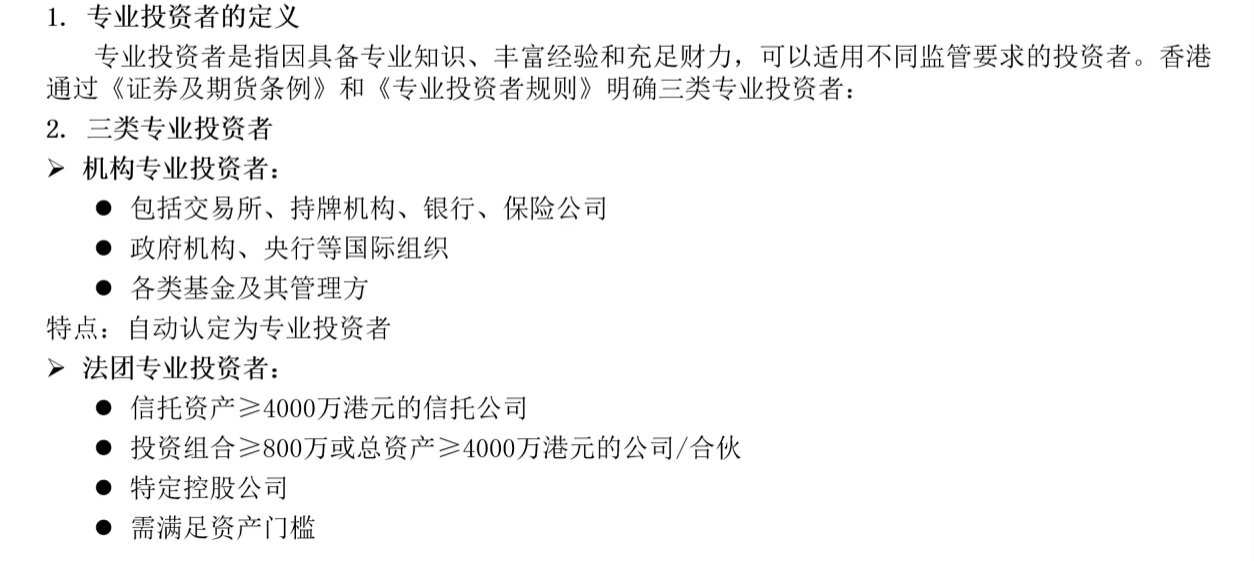 1. 专业投资者的定义
专业投资者是指因具备专业知识、丰富经验和充足财力，可以适用不同监管要求的投资者。香港
通过《证券及期货条例》和《专业投资者规则》明确三类专业投资者：
2. 三类专业投资者
➢ 机构专业投资者：
● 包括交易所、持牌机构、银行、保险公司
● 政府机构、央行等国际组织
● 各类基金及其管理方
特点：自动认定为专业投资者
➢ 法团专业投资者：
● 信托资产≥4000万港元的信托公司
● 投资组合≥800万或总资产≥4000万港元的公司/合伙
● 特定控股公司
● 需满足资产门槛